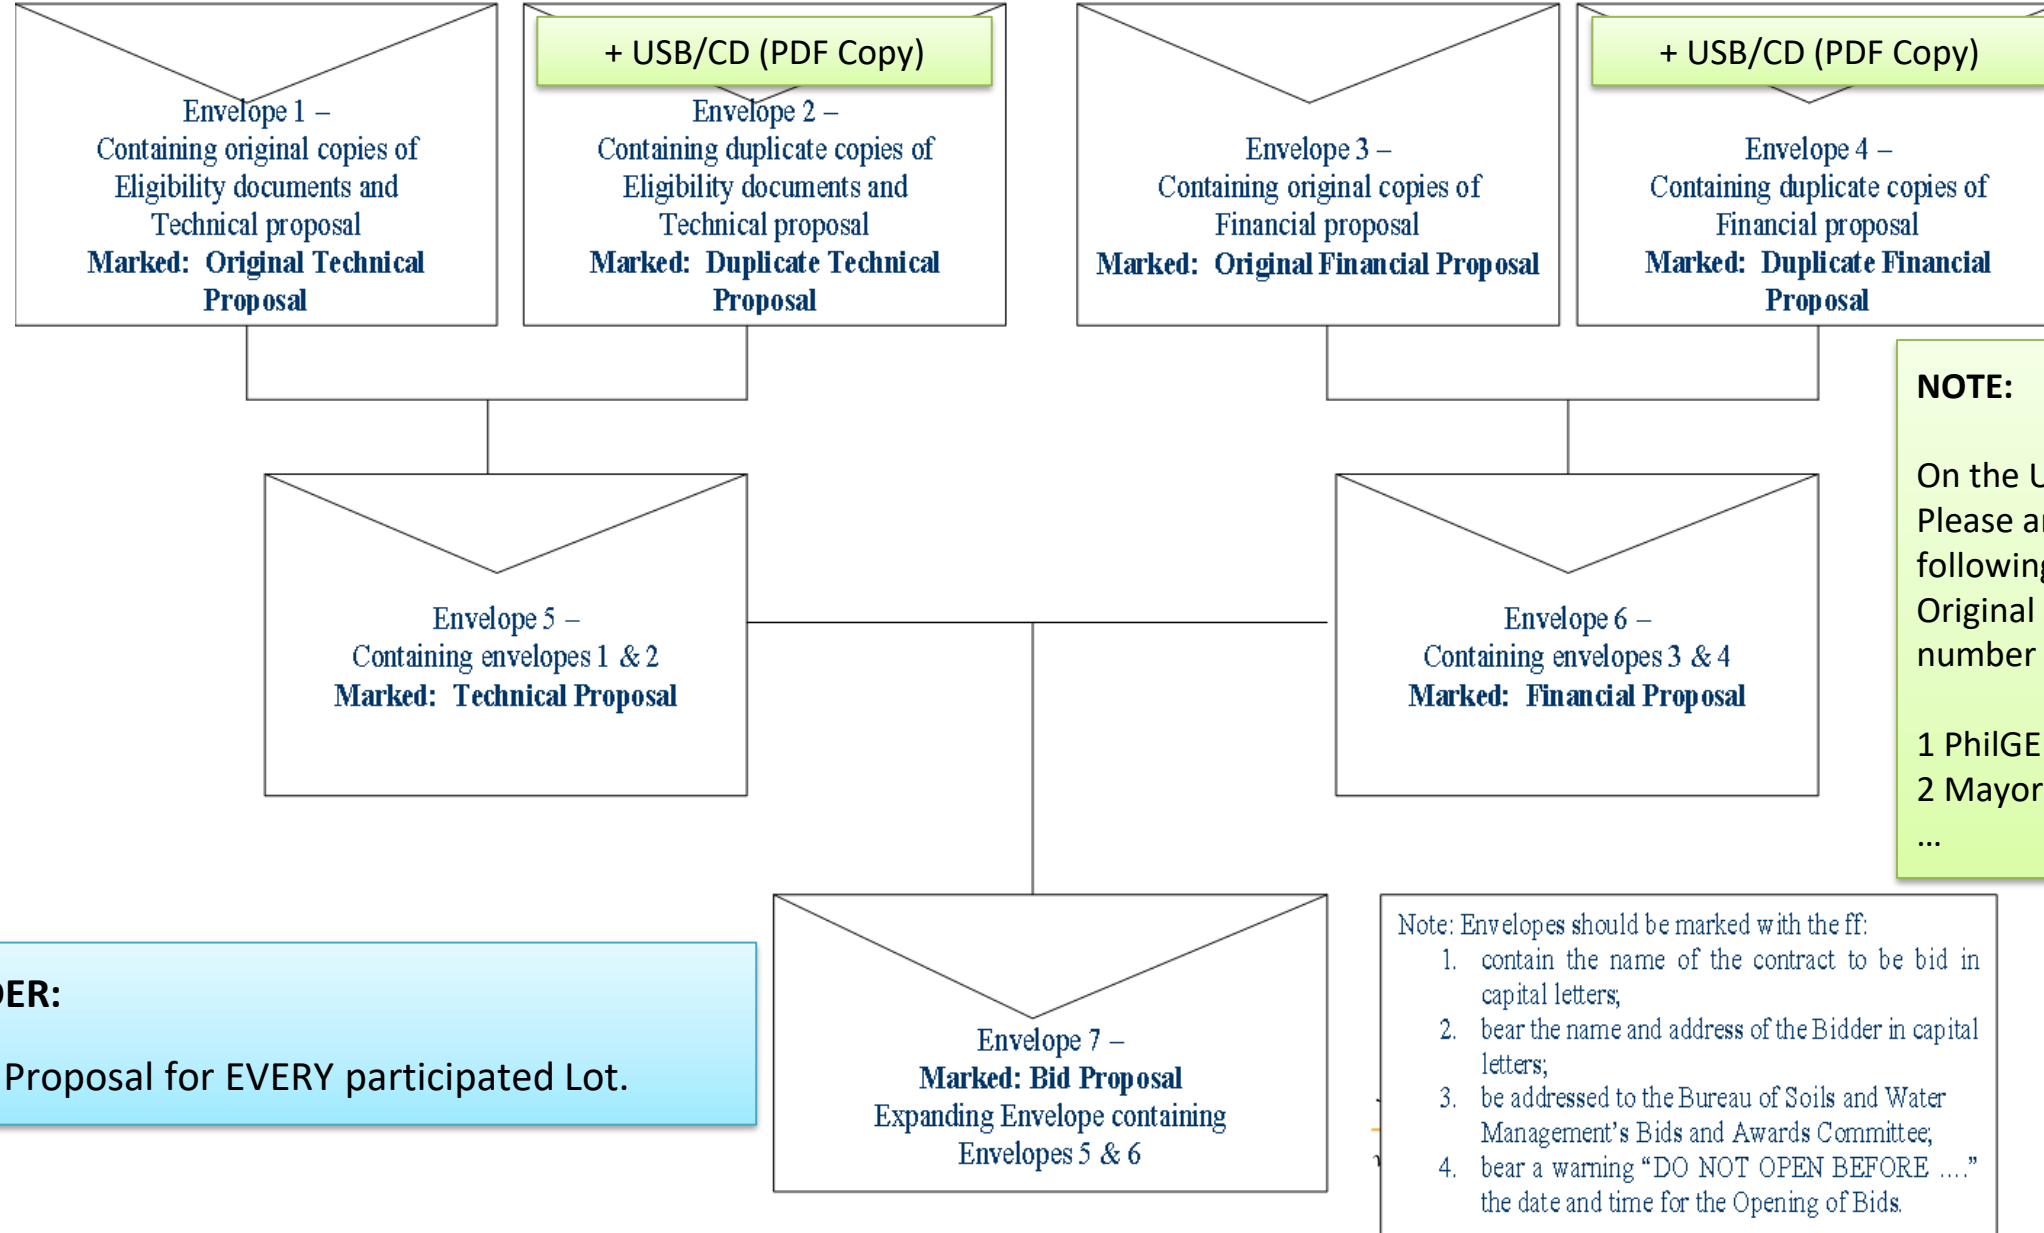 + USB/CD (PDF Copy)
+ USB/CD (PDF Copy)
Envelope 1 –
Containing original copies of
Eligibility documents and
Technical proposal
Marked: Original Technical
Proposal
Envelope 2 –
Containing duplicate copies of
Eligibility documents and
Technical proposal
Marked: Duplicate Technical
Proposal
Envelope 3 –
Containing original copies of
Financial proposal
Marked: Original Financial Proposal
Envelope 4 –
Containing duplicate copies of
Financial proposal
Marked: Duplicate Financial
Proposal
NOTE:
On the U
Please a
following
Original
number
1 PhilGE
2 Mayor
...
Envelope 5 –
Containing envelopes 1 & 2
Marked: Technical Proposal
Envelope 6 –
Containing envelopes 3 & 4
Marked: Financial Proposal
DER:
Proposal for EVERY participated Lot.
Envelope 7 –
Marked: Bid Proposal
Expanding Envelope containing
Envelopes 5 & 6
Note: Envelopes should be marked with the ff:
1. contain the name of the contract to be bid in
capital letters;
2. bear the name and address of the Bidder in capital
letters;
3. be addressed to the Bureau of Soils and Water
Management's Bids and Awards Committee;
4. bear a warning “DO NOT OPEN BEFORE ....”
the date and time for the Opening of Bids.